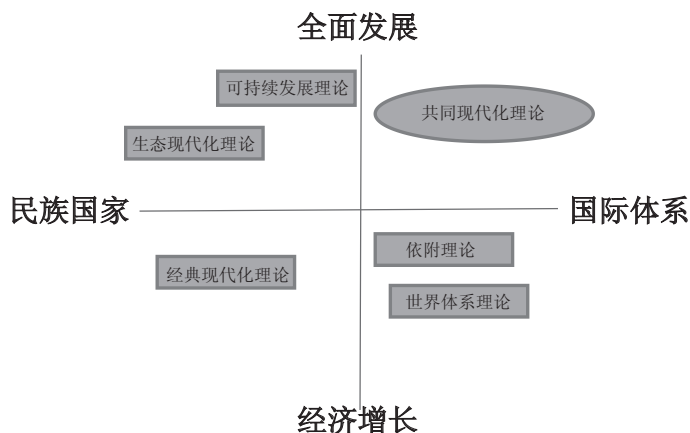 全面发展
可持续发展理论
共同现代化理论
生态现代化理论
民族国家
国际体系
依附理论
经典现代化理论
世界体系理论
经济增长